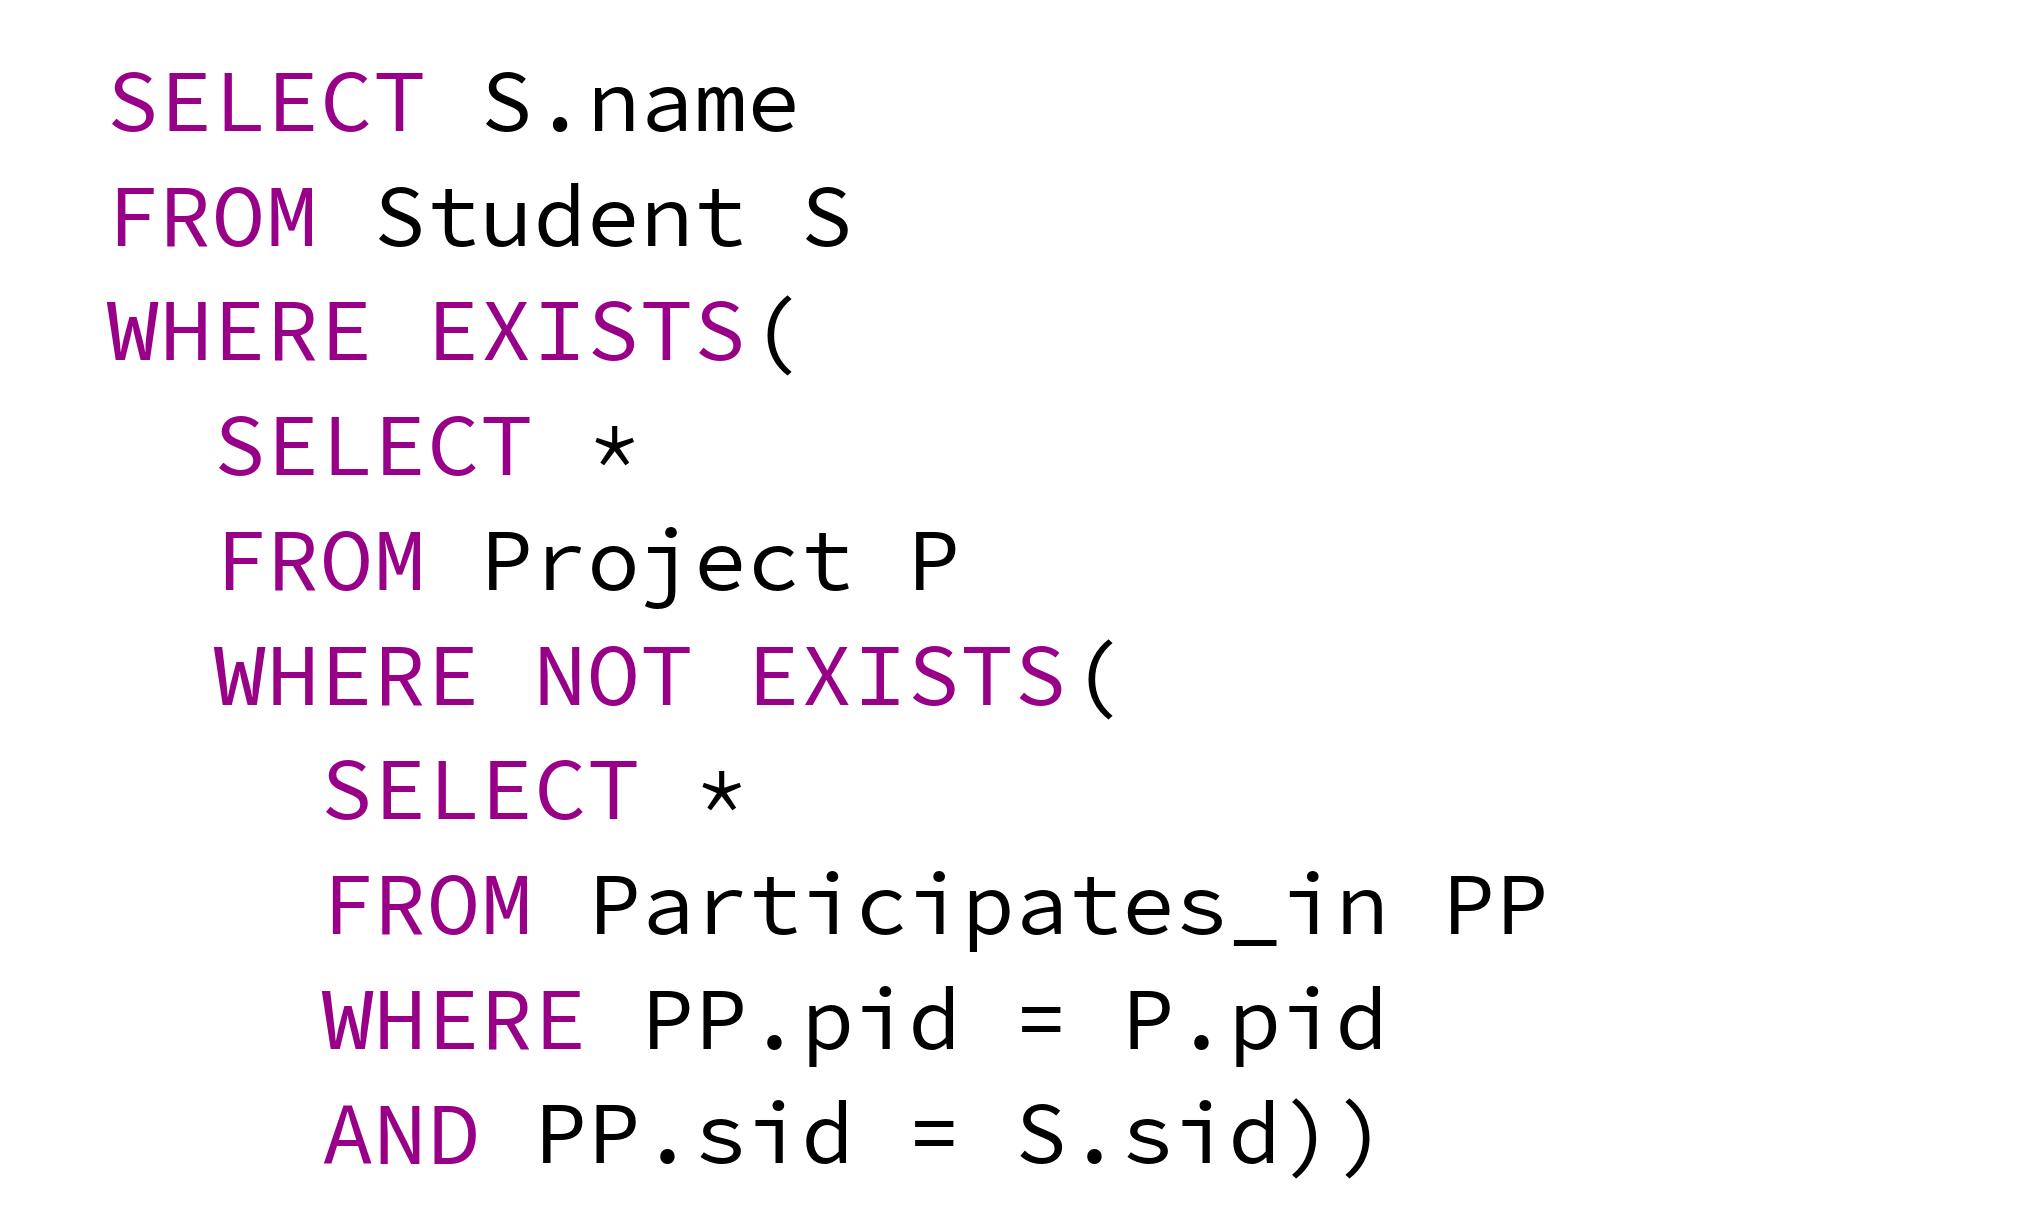 SELECT S.name
FROM Student S
WHERE EXISTS(
SELECT *
FROM Project P
WHERE NOT EXISTS(
SELECT *
FROM Participates_in PP
WHERE PP.pid = P.pid
AND PP.sid = S.sid))